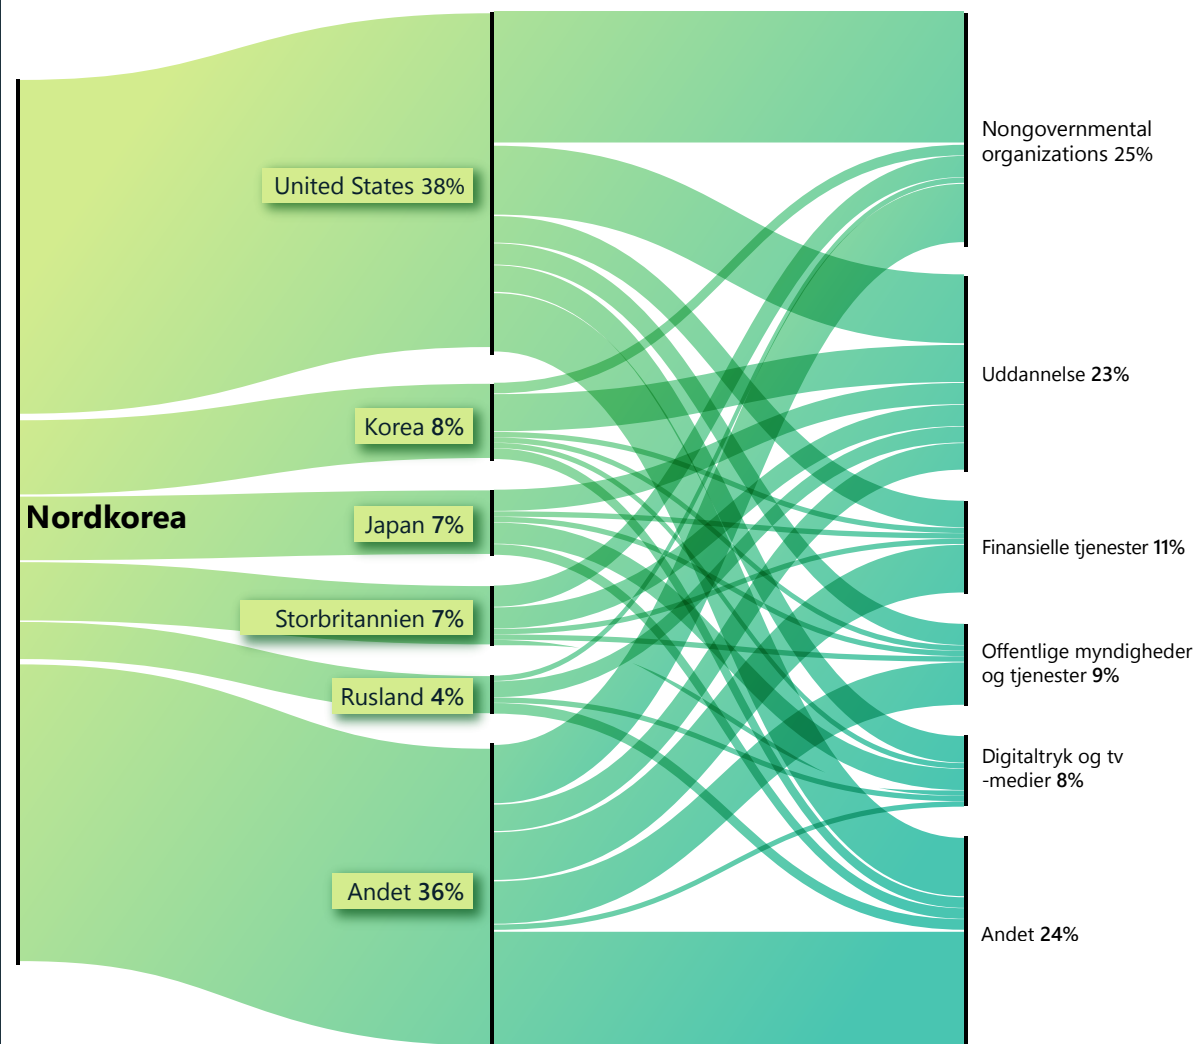 Nordkorea
United States 38%
Korea 8%
Japan 7%
Storbritannien 7%
Rusland 4%
Andet 36%
Nongovernmental
organizations 25%
Uddannelse 23%
Finansielle tjenester 11%
Offentlige myndigheder
og tjenester 9%
Digitaltryk og tv
-medier 8%
Andet 24%